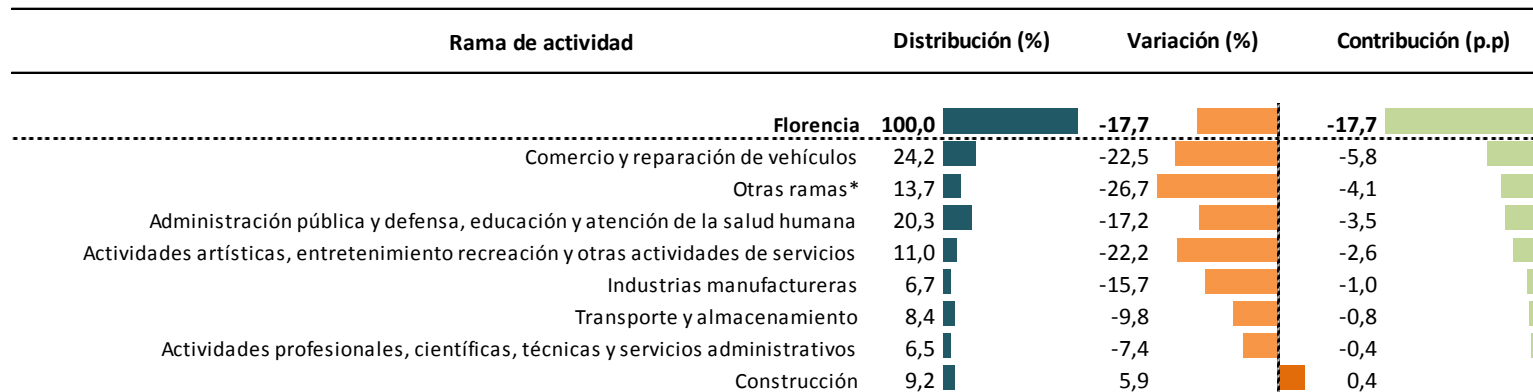 Rama de actividad Distribución (%) Variación (%) Contribución (p.p)
Florencia 100,0 -17,7 -17,7
Comercio y reparación de vehículos 24,2 -22,5 -5,8
Otras ramas* 13,7 -26,7 -4,1
Administración pública y defensa, educación y atención de la salud humana 20,3 -17,2 -3,5
Actividades artísticas, entretenimiento recreación y otras actividades de servicios 11,0 -22,2 -2,6
Industrias manufactureras 6,7 -15,7 -1,0
Transporte y almacenamiento 8,4 -9,8 -0,8
Actividades profesionales, científicas, técnicas y servicios administrativos 6,5 -7,4 -0,4
Construcción 9,2 5,9 0,4